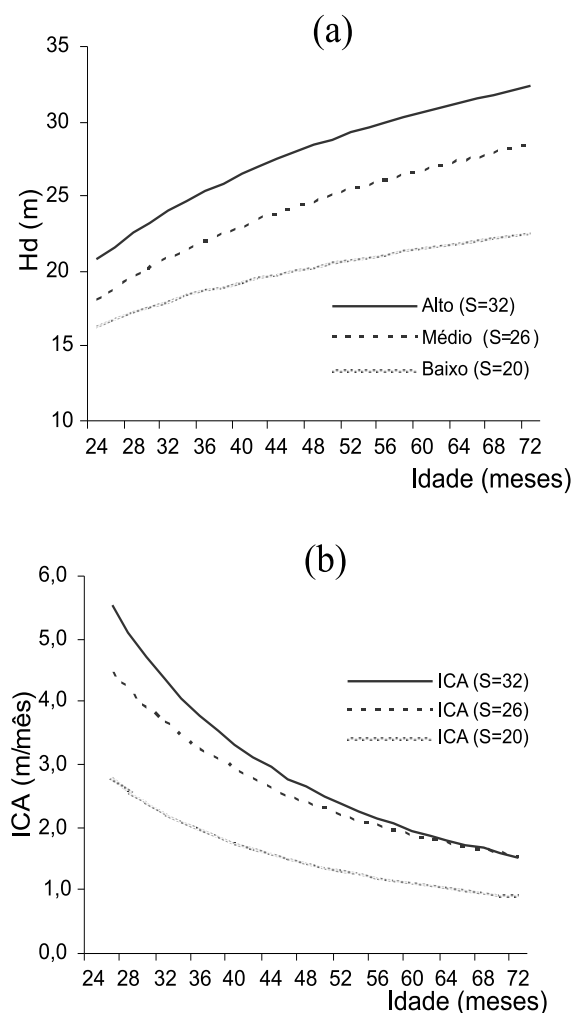 (a)
35
30
25
20
15
10
Hd (m)
Alto (S=32)
Médio (S=26)
Baixo (S=20)
24 28 32 36 40 44 48 52 56 60 64 68 72
Idade (meses)
(b)
6,0
5,0
4,0
3,0
2,0
1,0
0,0
ICA (m/mês)
ICA (S=32)
ICA (S=26)
ICA (S=20)
24 28 32 36 40 44 48 52 56 60 64 68 72
Idade (meses)